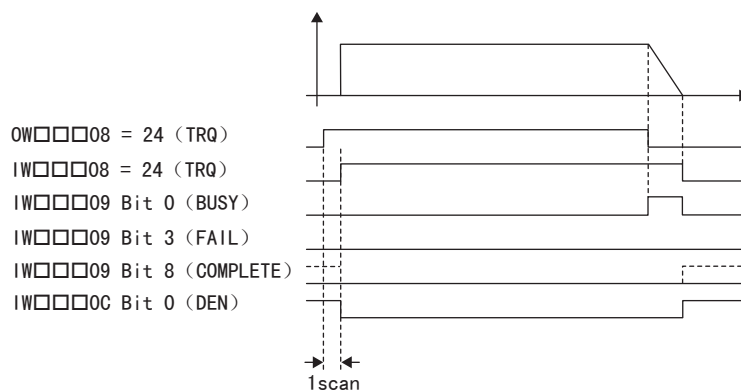 OW□□□08 = 24 (TRQ)
IW□□□08 = 24 (TRQ)
IW□□□09 Bit 0 (BUSY)
IW□□□09 Bit 3 (FAIL)
IW□□□09 Bit 8 (COMPLETE)
IW□□□0C Bit 0 (DEN)
1scan